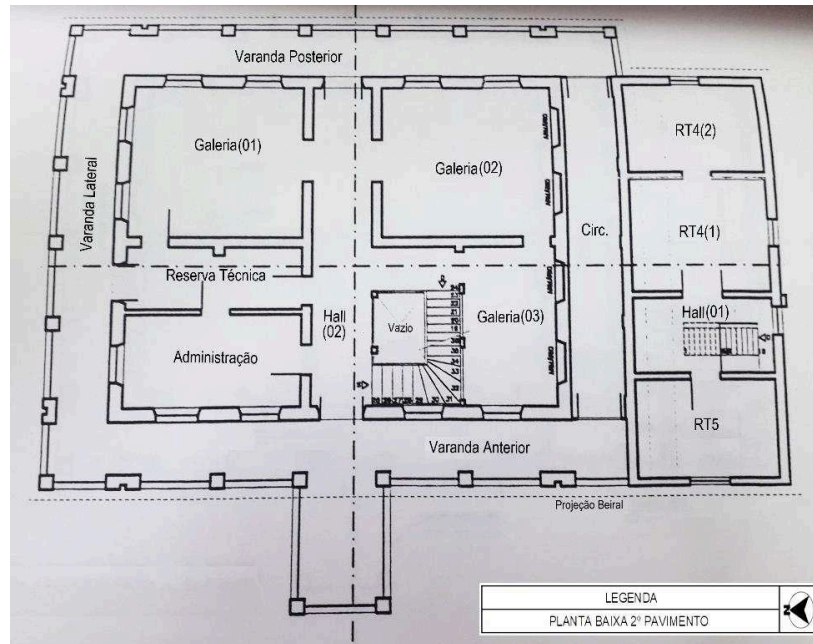 Varanda Posterior
Galeria(01)
Galeria(02)
RT4(2)
Varanda Lateral
Circ.
RT4(1)
Reserva Técnica
Hall
(02)
Vazio
Galeria(03)
Hall(01)
Administração
RT5
Varanda Anterior
Projeção Beiral
LEGENDA
PLANTA BAIXA 2º PAVIMENTO
N